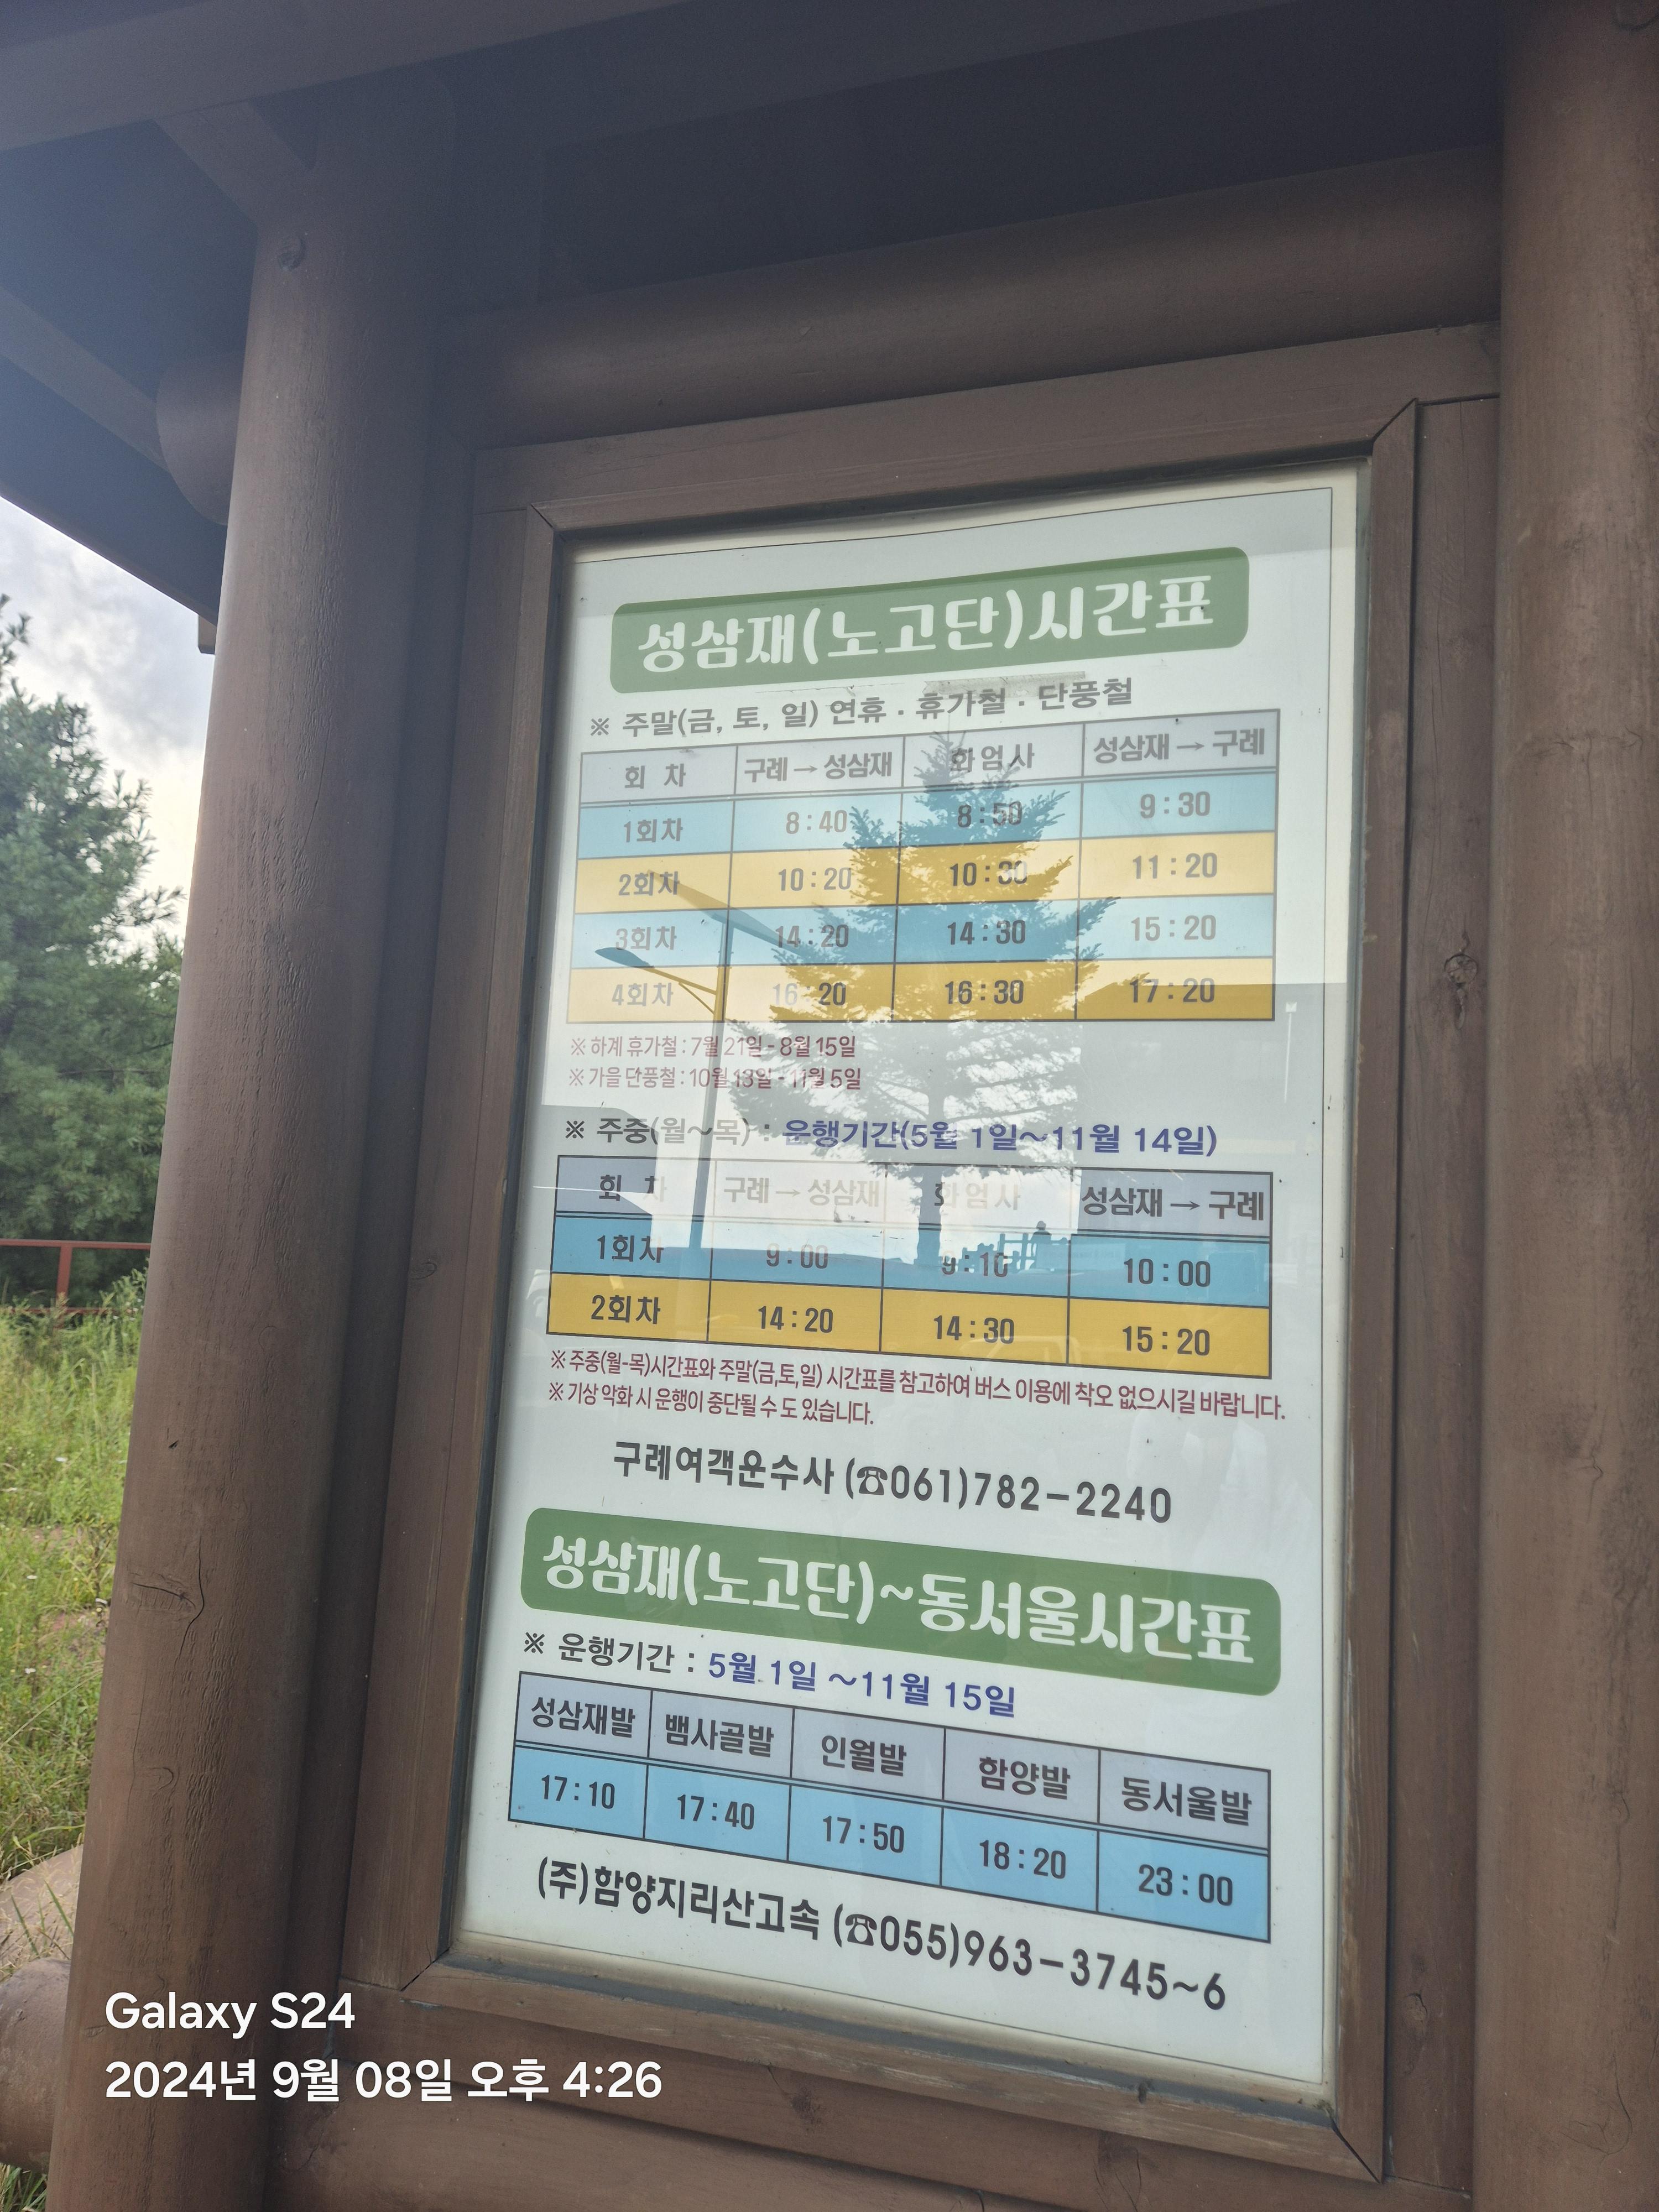 성삼재(노고단)시간표
※ 주말(금, 토, 일) 연휴 · 휴가철 · 단풍철
회 차 구례→성삼재 화엄사 성삼재→구례
1회차 8:40 8:50 9:30
2회차 10:20 10:30 11:20
3회차 14:20 14:30 15:20
4회차 16:20 16:30 17:20
※ 하계 휴가철 : 7월 21일 - 8월 15일
※ 가을 단풍철 : 10월 13일 - 11월 5일
※ 주중(월~목) : 운행기간(5월 1일~11월 14일)
회 차 구례→성삼재 화엄사 성삼재→구례
1회차 9:00 9:10 10:00
2회차 14:20 14:30 15:20
※ 주중(월-목)시간표와 주말(금,토,일) 시간표를 참고하여 버스 이용에 착오 없으시길 바랍니다.
※ 기상 악화 시 운행이 중단될 수 도 있습니다.
구례여객운수사 (☎061)782-2240
성삼재(노고단)~동서울시간표
※ 운행기간 : 5월 1일 ~11월 15일
성삼재발 뱀사골발 인월발 함양발 동서울발
17:10 17:40 17:50 18:20 23:00
(주)함양지리산고속 (☎055)963-3745~6
Galaxy S24
2024년 9월 08일 오후 4:26